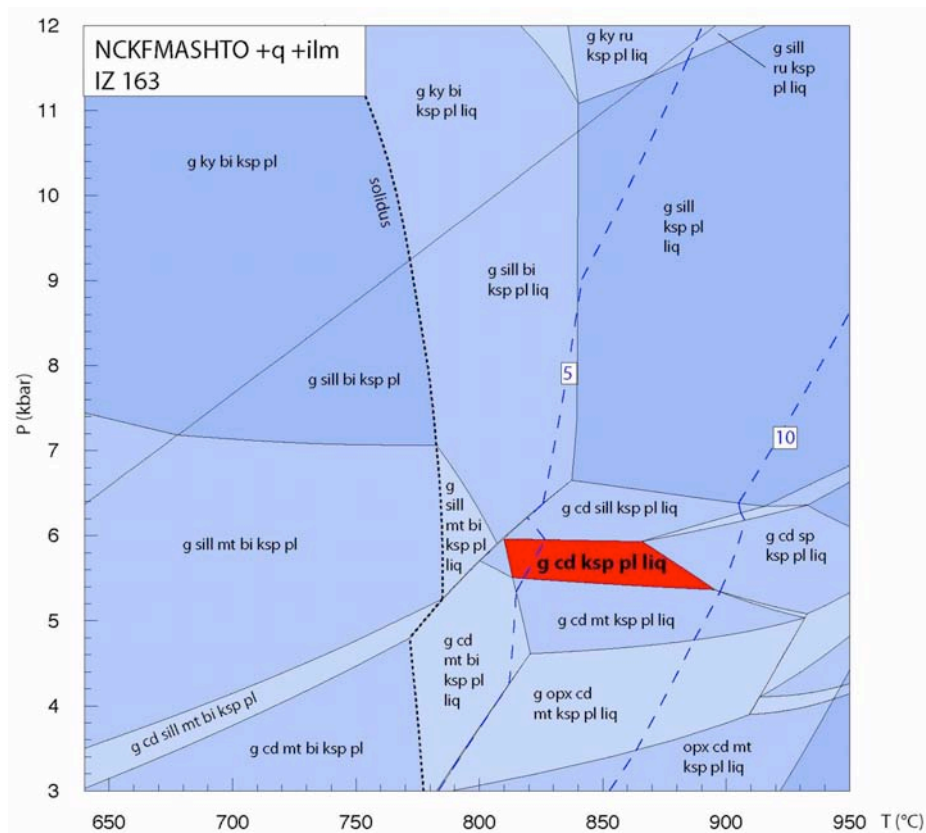 NCKFMASHTO +q +ilm
IZ 163
g ky ru
ksp pl liq
g sill
ru ksp
pl liq
g ky bi
ksp pl liq
g ky bi ksp pl
solidus
g sill
ksp pl
liq
g sill bi
ksp pl liq
g sill bi ksp pl
5
10
g
sill
mt bi
ksp pl
liq
g cd sill ksp pl liq
g sill mt bi ksp pl
g cd sp
ksp pl liq
g cd ksp pl liq
g cd mt ksp pl liq
g cd
mt bi
ksp pl
liq
g opx cd
mt ksp pl liq
g cd sill mt bi ksp pl
g cd mt bi ksp pl
opx cd mt
ksp pl liq
P (kbar)
12
11
10
9
8
7
6
5
4
3
650
700
750
800
850
900
950
T (°C)